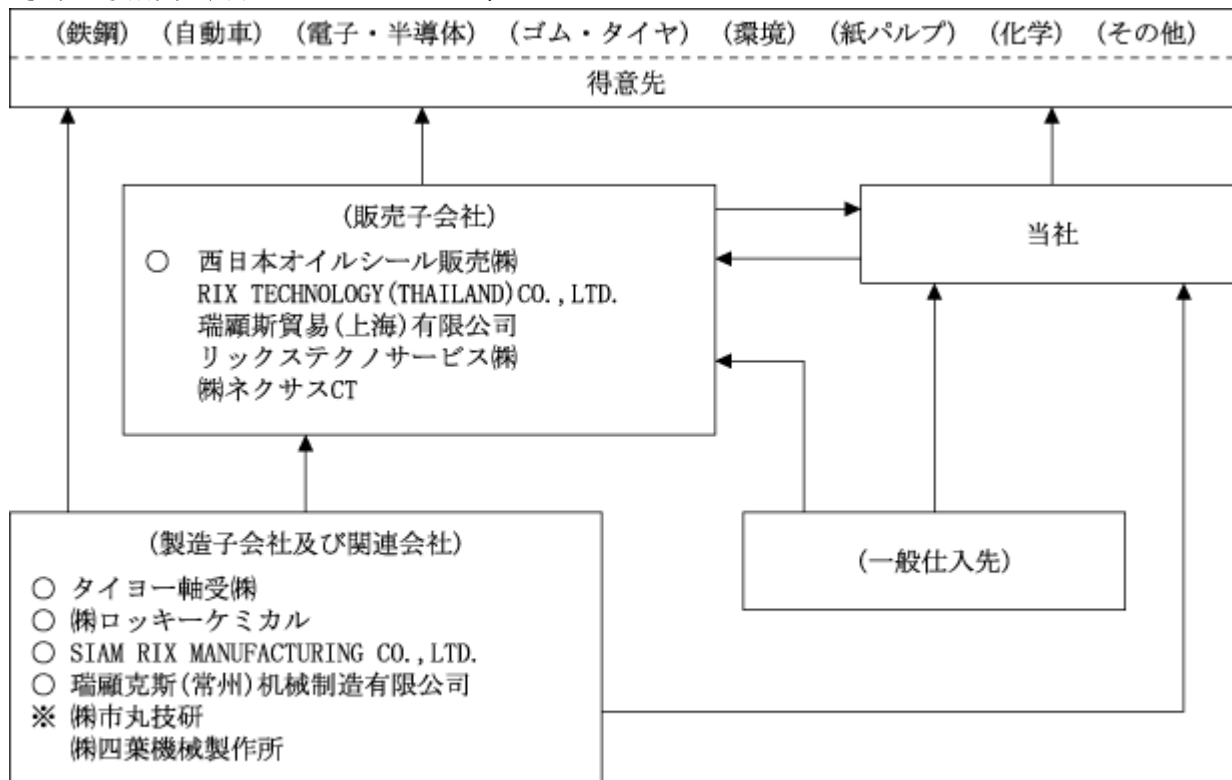 (鉄鋼) (自動車) (電子・半導体) (ゴム・タイヤ) (環境) (紙パルプ) (化学) (その他)
得意先
(販売子会社)
○ 西日本オイルシール販売㈱
RIX TECHNOLOGY(THAILAND)CO.,LTD.
瑞顧斯貿易(上海)有限公司
リックステクノサービス㈱
㈱ネクサスCT
当社
(製造子会社及び関連会社)
○ タイヨー軸受㈱
○ ㈱ロッキーケミカル
○ SIAM RIX MANUFACTURING CO.,LTD.
○ 瑞顧克斯(常州)机械制造有限公司
※ ㈱市丸技研
㈱四葉機械製作所
(一般仕入先)